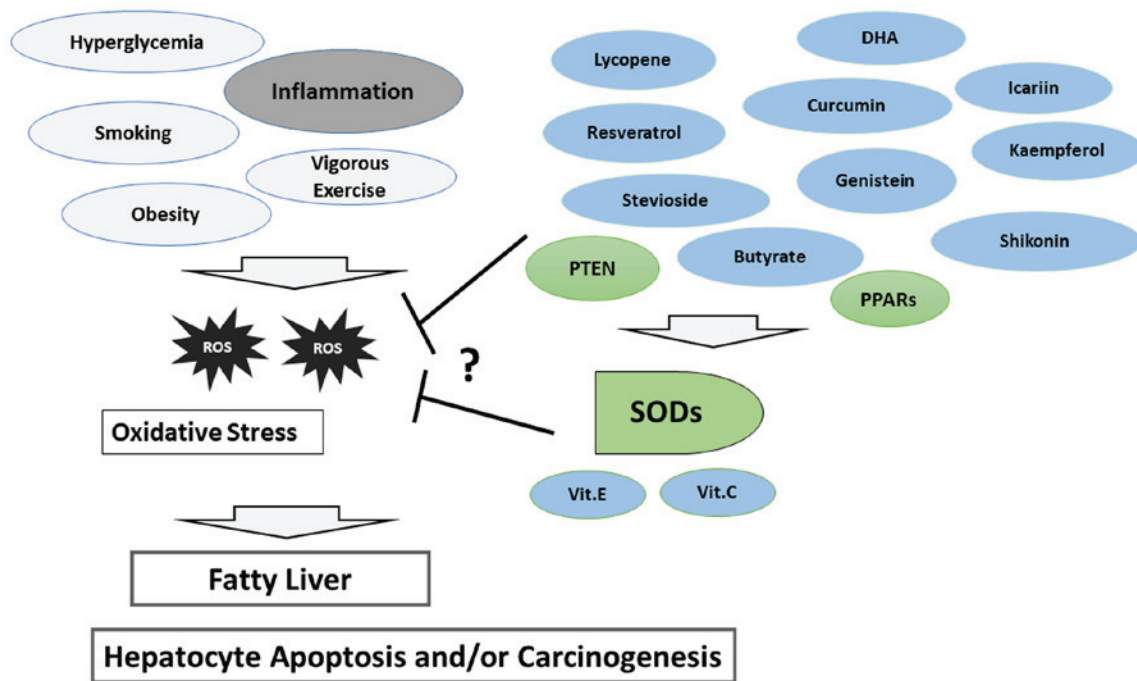 Hyperglycemia
Inflammation
Smoking
Vigorous
Exercise
Obesity
ROS
ROS
Oxidative Stress
Fatty Liver
Hepatocyte Apoptosis and/or Carcinogenesis
Lycopene
DHA
Icariin
Curcumin
Resveratrol
Kaempferol
Genistein
Stevioside
Shikonin
Butyrate
PTEN
PPARs
?
SODs
Vit.E
Vit.C